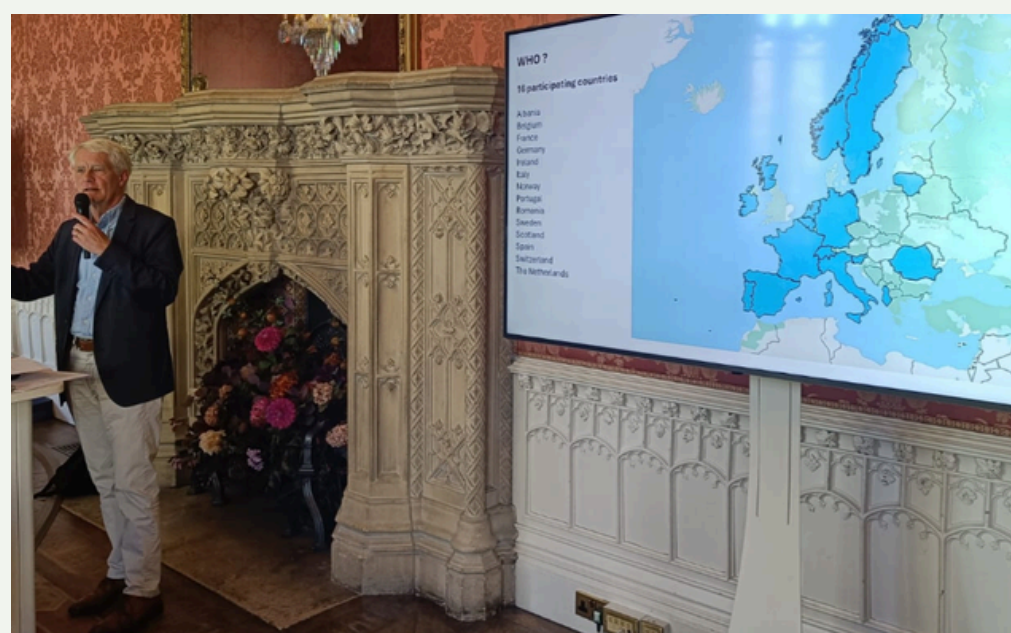 WHO ?
16 participating countries
Albania
Belgium
France
Germany
Ireland
Italy
Norway
Portugal
Romania
Sweden
Scotland
Spain
Switzerland
The Netherlands